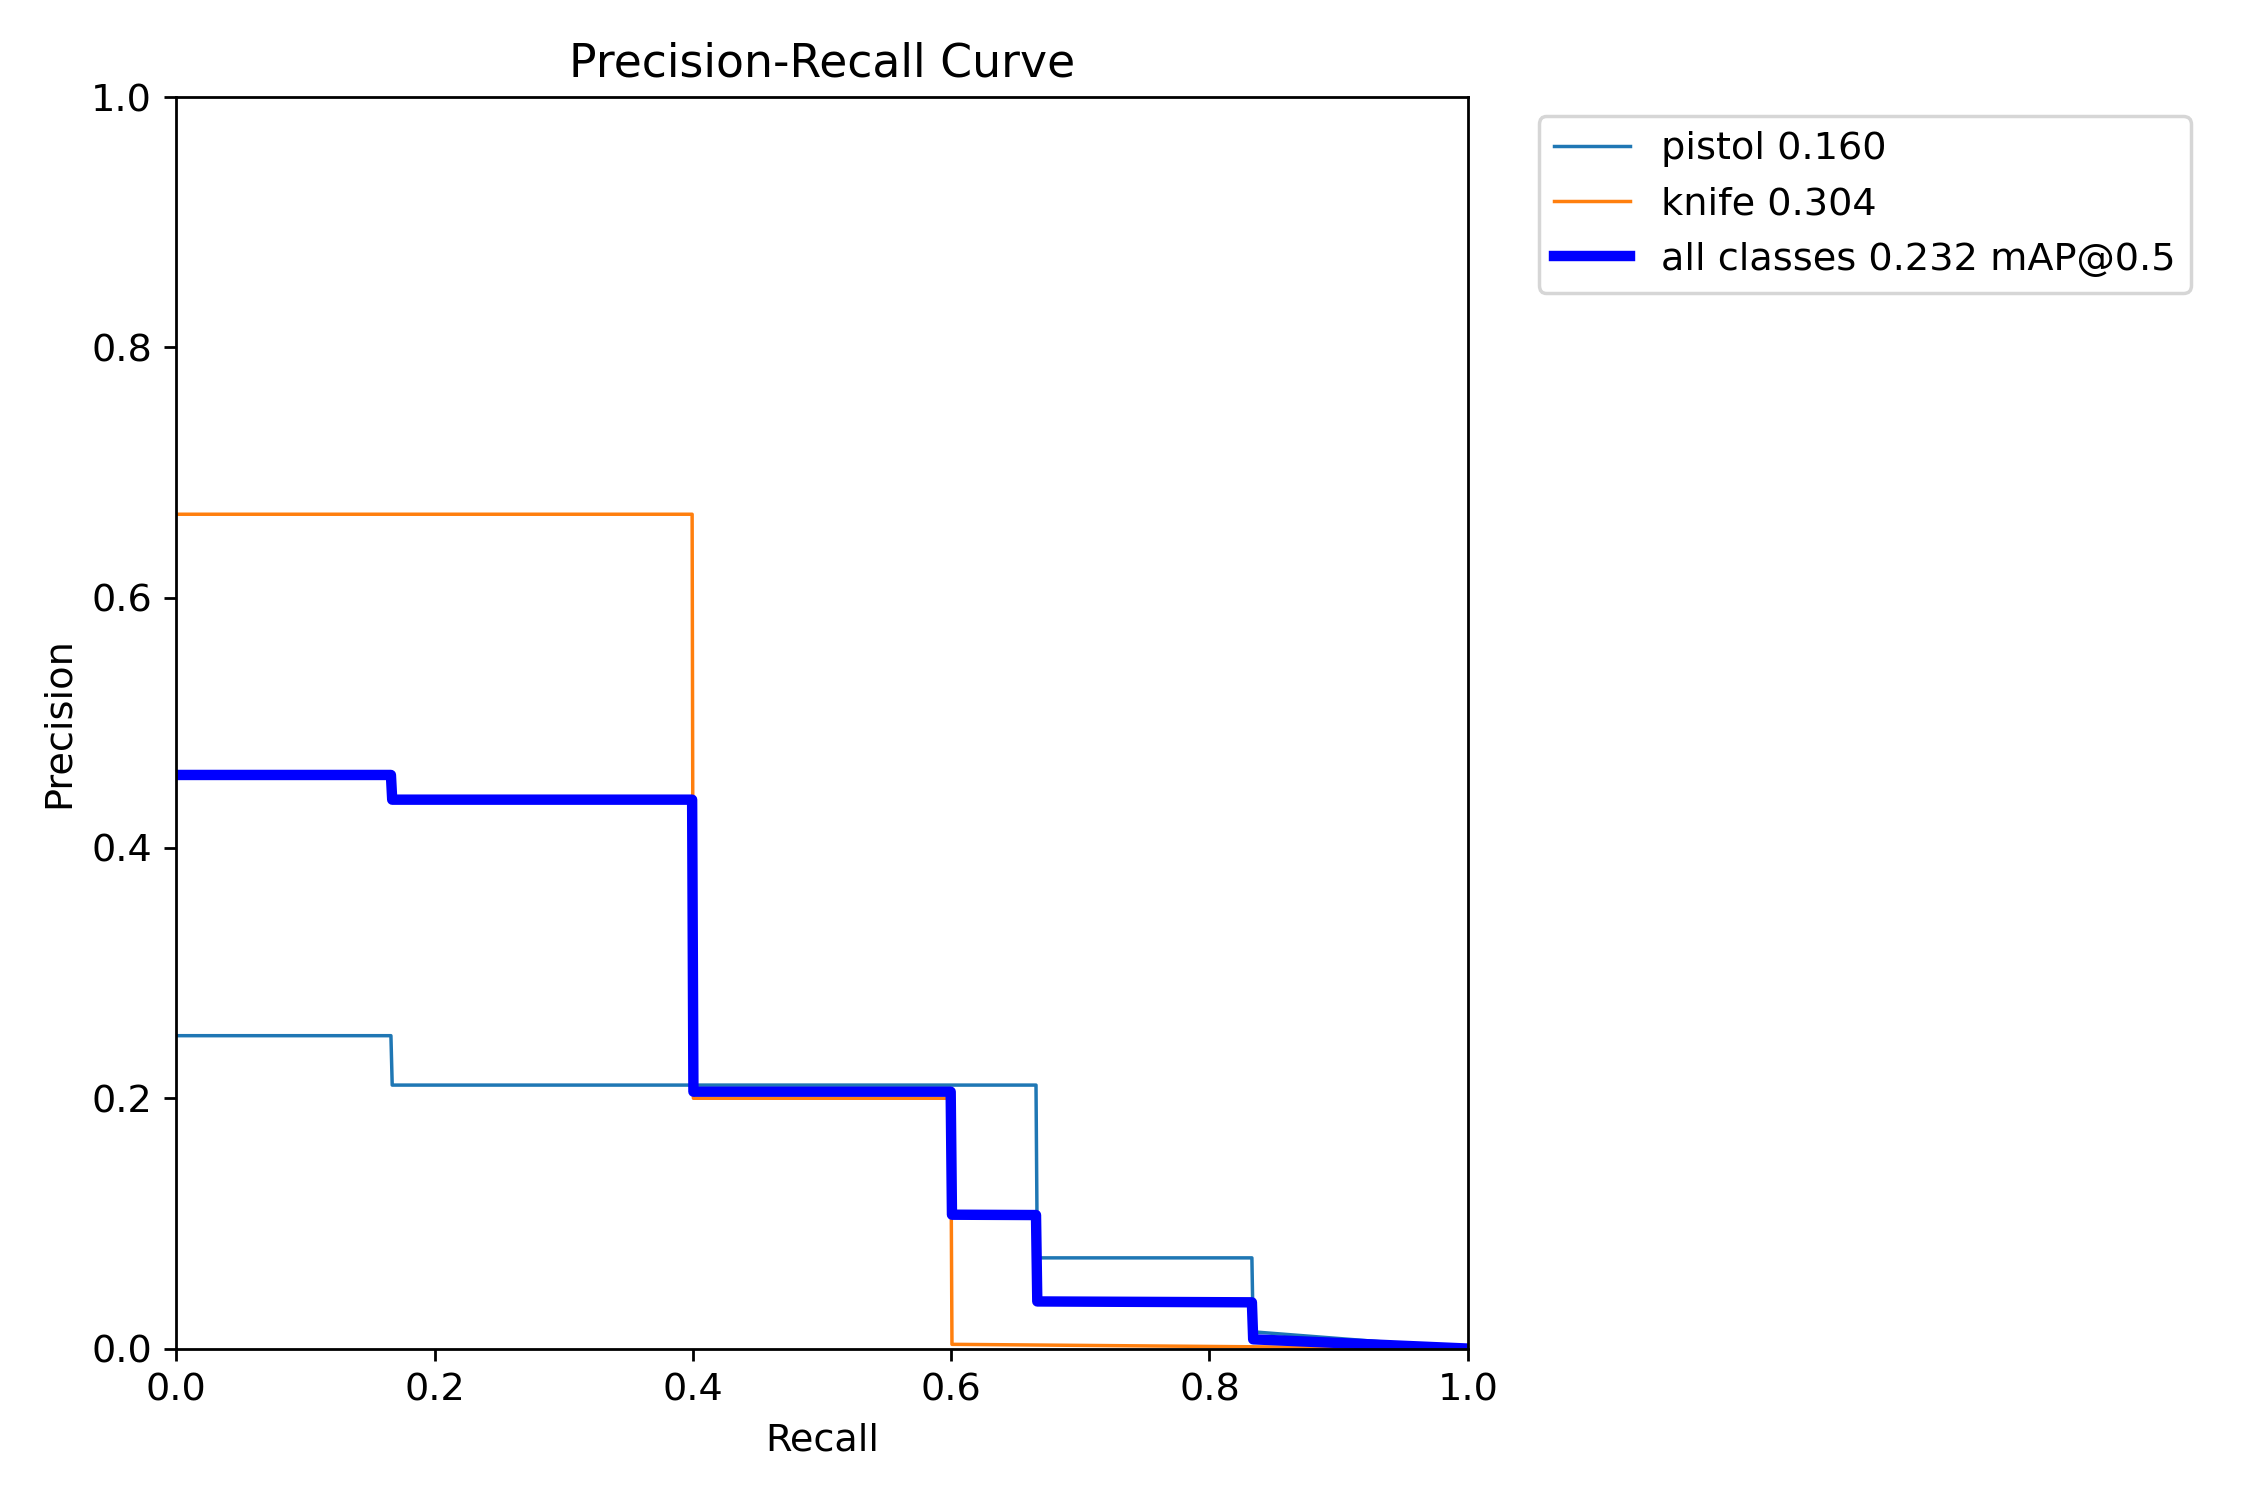 Precision-Recall Curve
1.0
0.8
0.6
0.4
0.2
0.0
Precision
0.0 0.2 0.4 0.6 0.8 1.0
Recall
pistol 0.160
knife 0.304
all classes 0.232 mAP@0.5